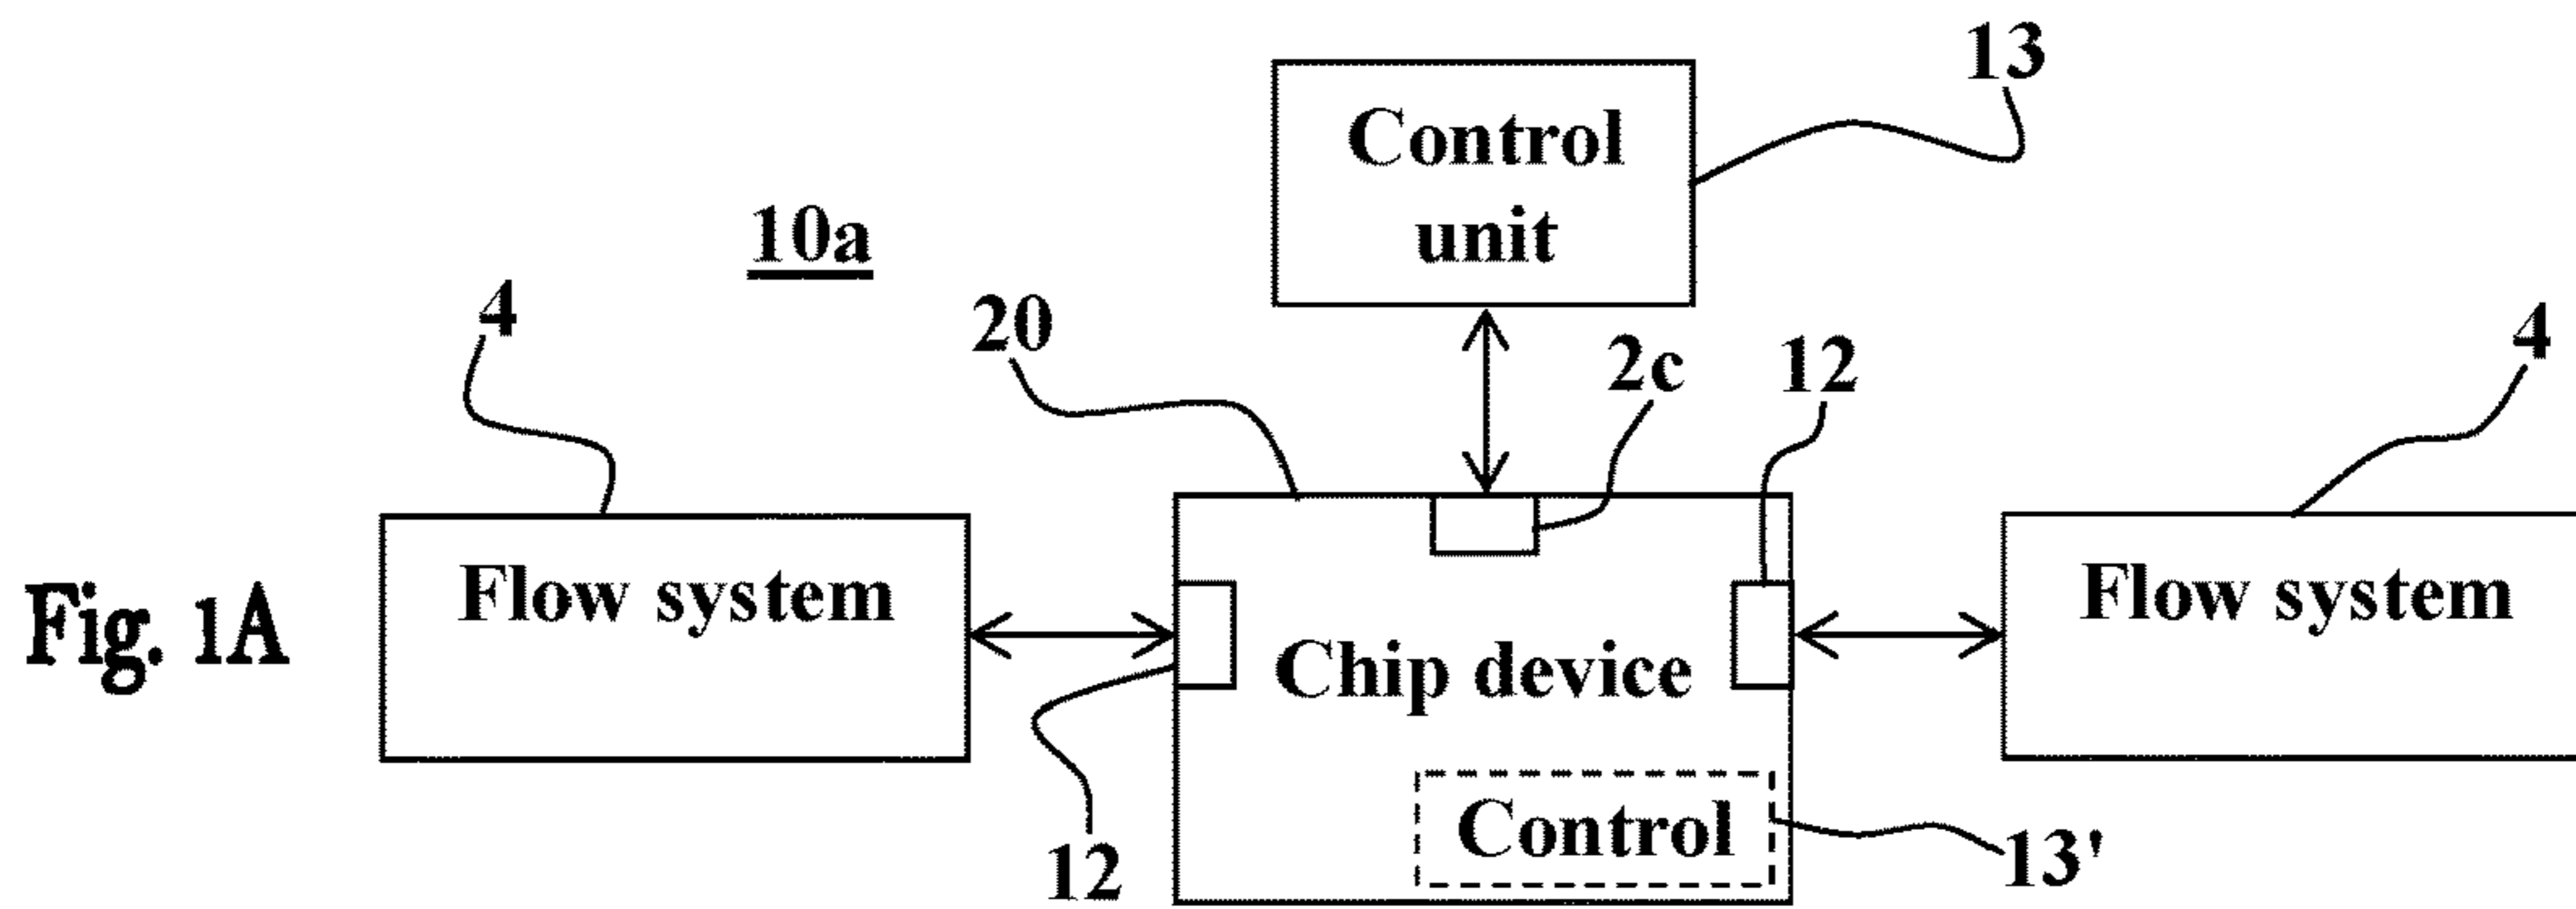 13
Control
unit
10a
4
20
2c
12
4
Flow system
Flow system
Fig. 1A
Chip device
Control
12
13'